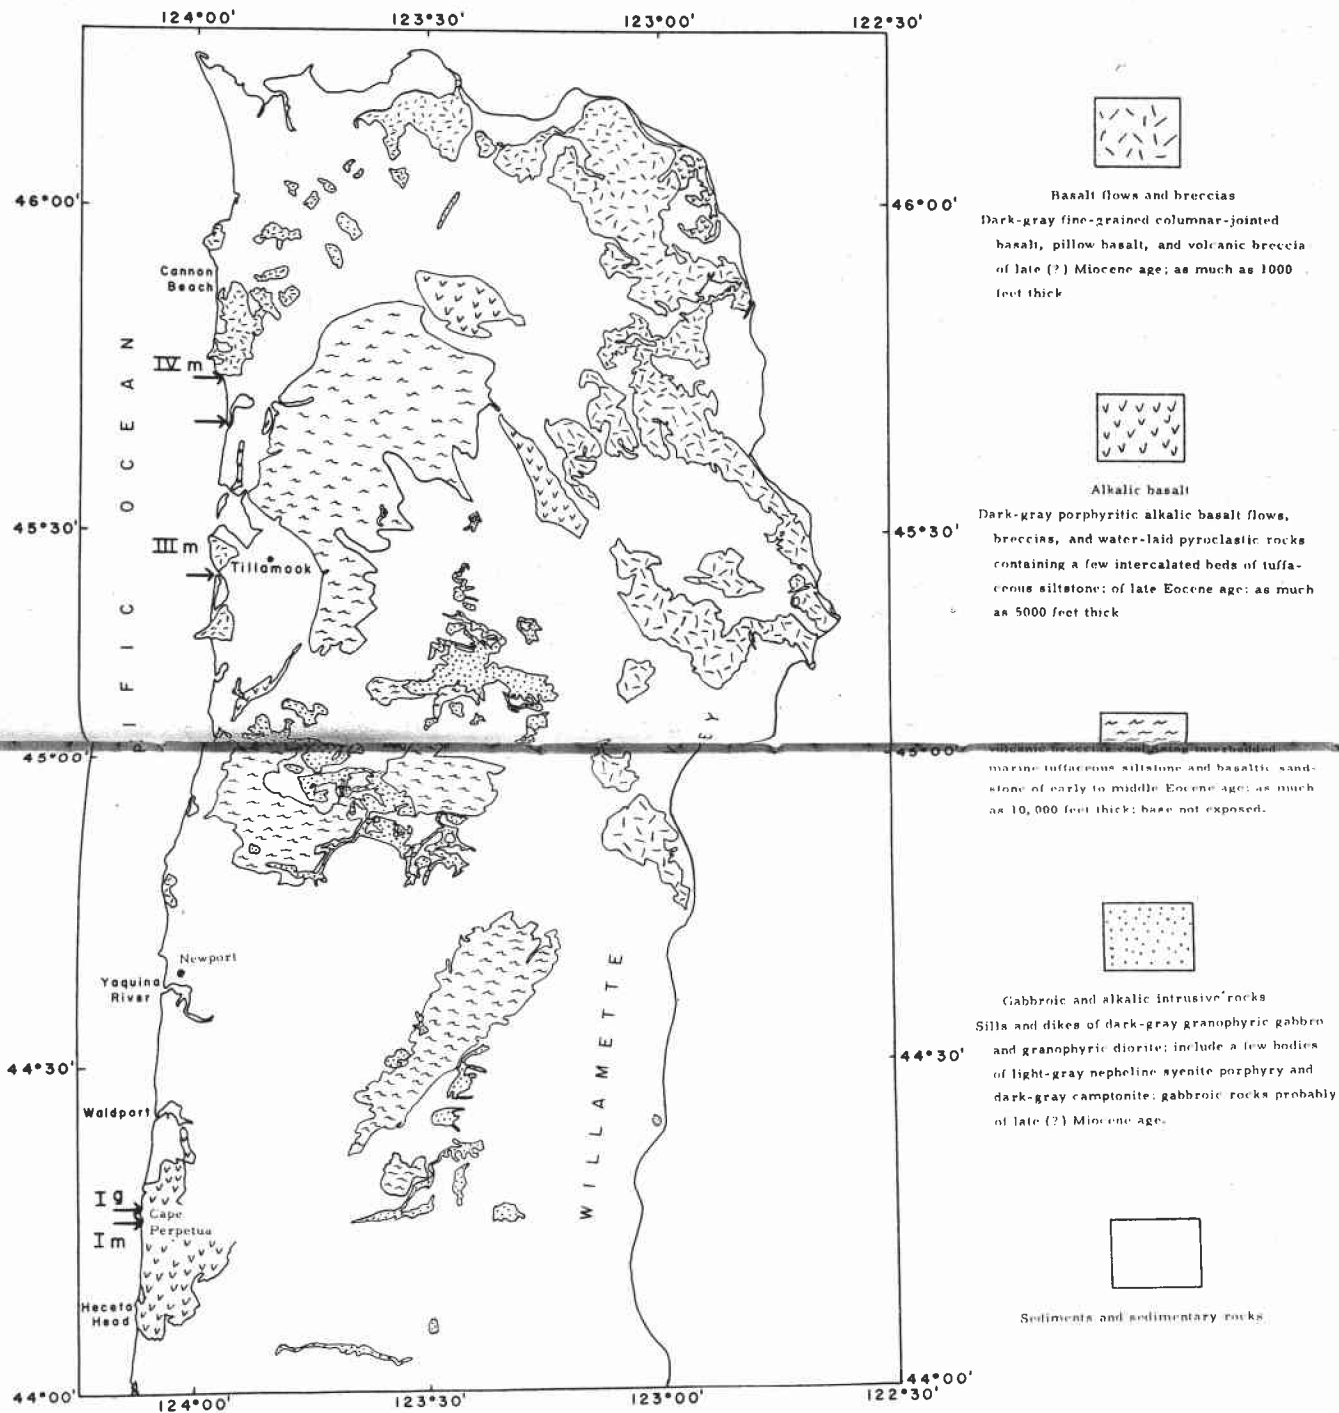 124°00'
123°30'
123°00'
122°30'
46°00'
46°00'
Cannon
Beach
IV m
PIFIC OCEAN
45°30'
45°30'
III m
Tillamook
45°00'
45°00'
EY
Newport
Yaquina
River
44°30'
44°30'
WILLAMETTE
Waldport
I g
Cape
Perpetua
I m
Heceta
Head
44°00'
44°00'
124°00'
123°30'
123°00'
122°30'
Basalt flows and breccias
Dark-gray fine-grained columnar-jointed
basalt, pillow basalt, and volcanic breccia
of late (?) Miocene age; as much as 1000
feet thick
Alkalic basalt
Dark-gray porphyritic alkalic basalt flows,
breccias, and water-laid pyroclastic rocks
containing a few intercalated beds of tuffa-
ceous siltstone; of late Eocene age; as much
as 5000 feet thick
volcanic breccia containing interbedded
marine tuffaceous siltstone and basaltic sand-
stone of early to middle Eocene age; as much
as 10,000 feet thick; base not exposed.
Gabbroic and alkalic intrusive rocks
Sills and dikes of dark-gray granophyric gabbro
and granophyric diorite; include a few bodies
of light-gray nepheline syenite porphyry and
dark-gray camptonite; gabbroic rocks probably
of late (?) Miocene age.
Sediments and sedimentary rocks